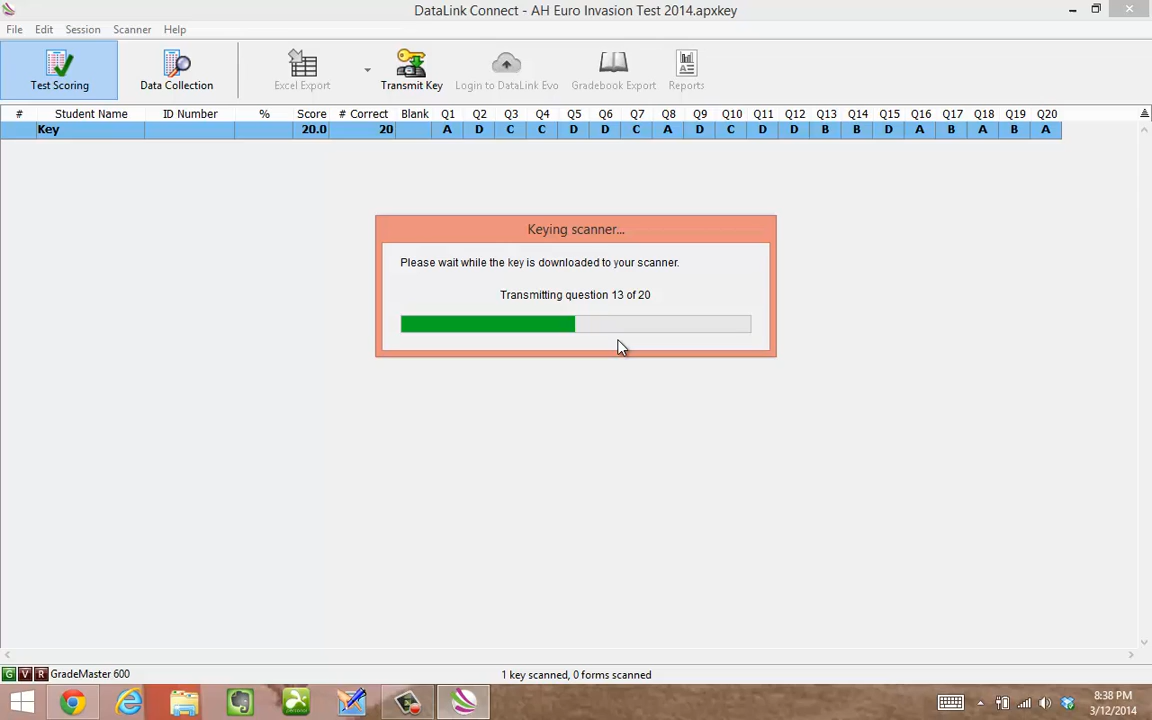 DataLink Connect - AH Euro Invasion Test 2014.apxkey
File Edit Session Scanner Help
Test Scoring Data Collection Excel Export Transmit Key Login to DataLink Evo Gradebook Export Reports
# Student Name ID Number % Score # Correct Blank Q1 Q2 Q3 Q4 Q5 Q6 Q7 Q8 Q9 Q10 Q11 Q12 Q13 Q14 Q15 Q16 Q17 Q18 Q19 Q20
Key 20.0 20 A D C C D D C A D C D D B B D A B A B A
Keying scanner...
Please wait while the key is downloaded to your scanner.
Transmitting question 13 of 20
G V R GradeMaster 600 1 key scanned, 0 forms scanned
8:38 PM
3/12/2014